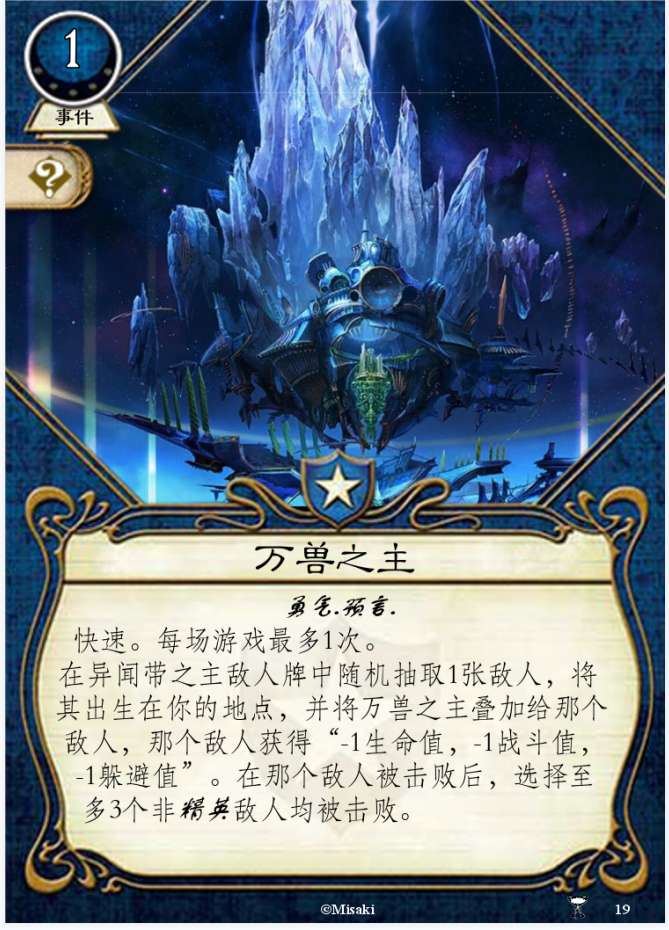 1
事件
?
万兽之主
勇气.预言.
快速。每场游戏最多1次。
在异闻带之主敌人牌中随机抽取1张敌人，将
其出生在你的地点，并将万兽之主叠加给那个
敌人，那个敌人获得“-1生命值，-1战斗值，
-1躲避值”。在那个敌人被击败后，选择至
多3个非精英敌人均被击败。
©Misaki
19